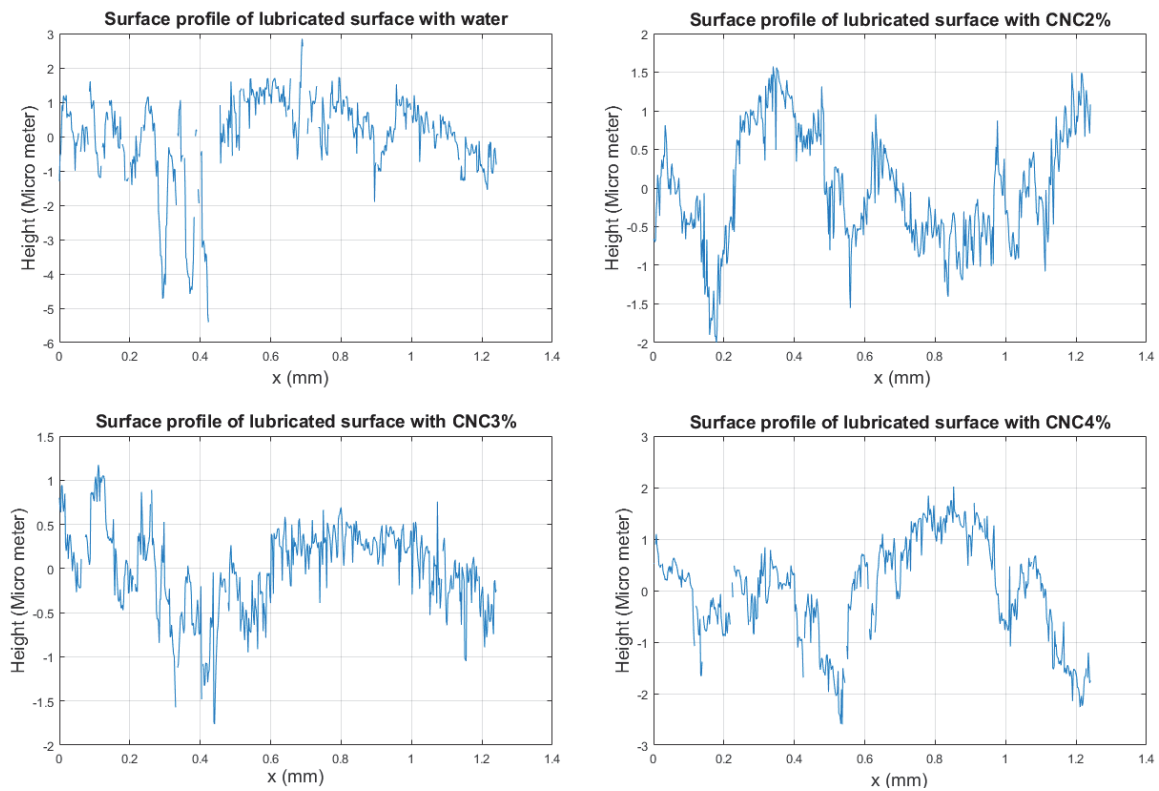 Surface profile of lubricated surface with water
3
2
1
0
-1
-2
-3
-4
-5
-6
Height (Micro meter)
0 0.2 0.4 0.6 0.8 1 1.2 1.4
x (mm)
Surface profile of lubricated surface with CNC2%
2
1.5
1
0.5
0
-0.5
-1
-1.5
-2
Height (Micro meter)
0 0.2 0.4 0.6 0.8 1 1.2 1.4
x (mm)
Surface profile of lubricated surface with CNC3%
1.5
1
0.5
0
-0.5
-1
-1.5
-2
Height (Micro meter)
0 0.2 0.4 0.6 0.8 1 1.2 1.4
x (mm)
Surface profile of lubricated surface with CNC4%
3
2
1
0
-1
-2
-3
Height (Micro meter)
0 0.2 0.4 0.6 0.8 1 1.2 1.4
x (mm)